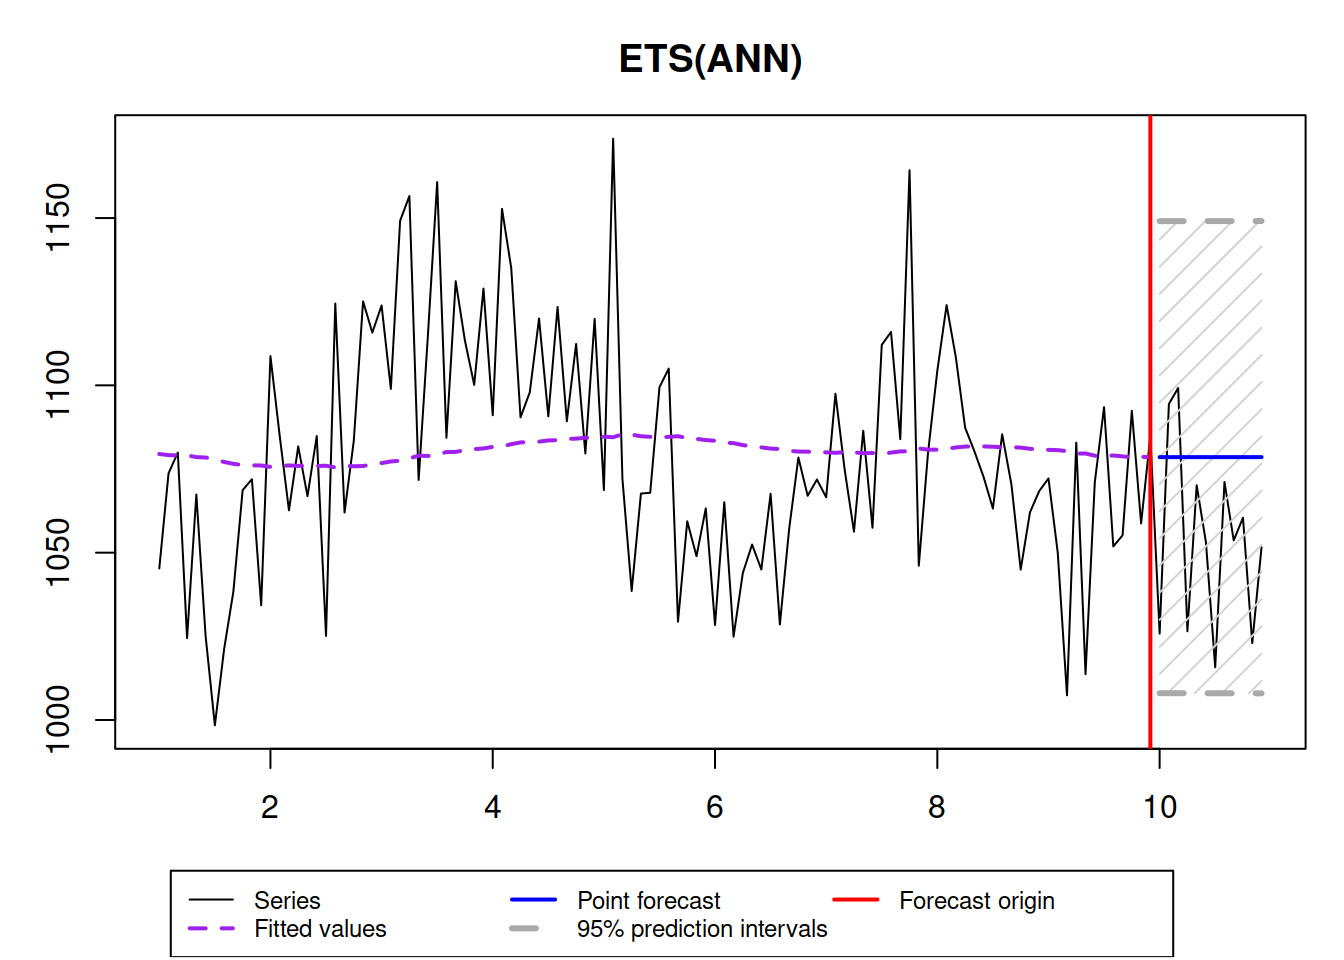 ETS(ANN)
1150
1100
1050
1000
2 4 6 8 10
Series Point forecast Forecast origin
Fitted values 95% prediction intervals